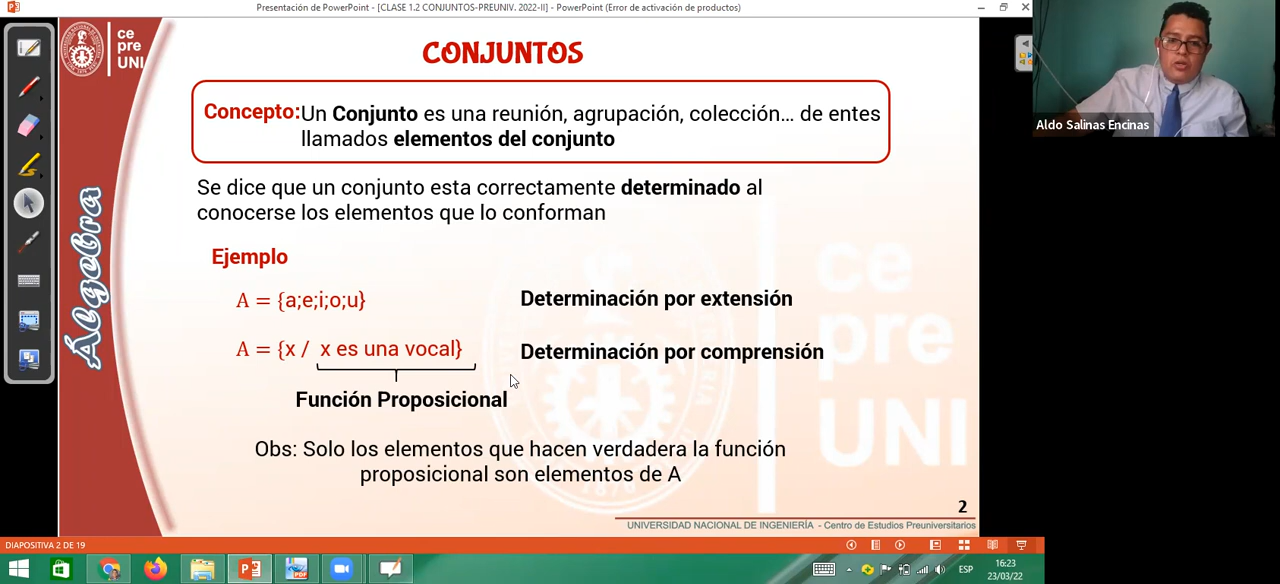 Presentación de PowerPoint - [CLASE 1.2 CONJUNTOS-PREUNIV. 2022-II] - PowerPoint (Error de activación de productos)
ce
pre
UNI
CONJUNTOS
Concepto: Un Conjunto es una reunión, agrupación, colección... de entes
llamados elementos del conjunto
Aldo Salinas Encinas
Se dice que un conjunto esta correctamente determinado al
conocerse los elementos que lo conforman
Álgebra
Ejemplo
A = {a;e;i;o;u} Determinación por extensión
A = {x / x es una vocal} Determinación por comprensión
Función Proposicional
Obs: Solo los elementos que hacen verdadera la función
proposicional son elementos de A
ce
pre
UNI
2
UNIVERSIDAD NACIONAL DE INGENIERÍA - Centro de Estudios Preuniversitarios
DIAPOSITIVA 2 DE 19
ESP
16:23
23/03/22